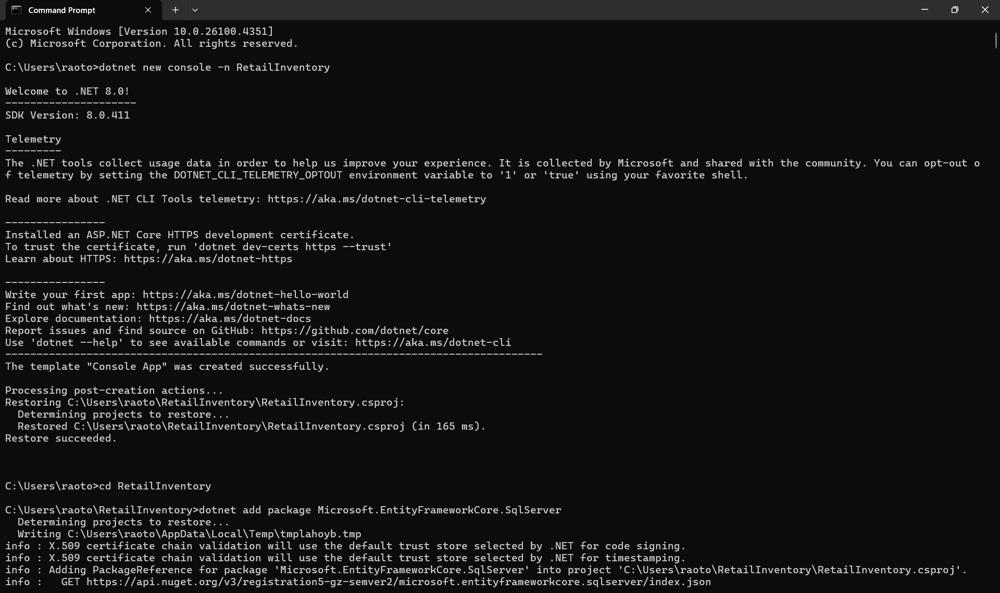 Command Prompt
Microsoft Windows [Version 10.0.26100.4351]
(c) Microsoft Corporation. All rights reserved.
C:\Users\raoto>dotnet new console -n RetailInventory
Welcome to .NET 8.0!
---------------------
SDK Version: 8.0.411
Telemetry
---------
The .NET tools collect usage data in order to help us improve your experience. It is collected by Microsoft and shared with the community. You can opt-out o
f telemetry by setting the DOTNET_CLI_TELEMETRY_OPTOUT environment variable to '1' or 'true' using your favorite shell.
Read more about .NET CLI Tools telemetry: https://aka.ms/dotnet-cli-telemetry
----------------
Installed an ASP.NET Core HTTPS development certificate.
To trust the certificate, run 'dotnet dev-certs https --trust'
Learn about HTTPS: https://aka.ms/dotnet-https
----------------
Write your first app: https://aka.ms/dotnet-hello-world
Find out what's new: https://aka.ms/dotnet-whats-new
Explore documentation: https://aka.ms/dotnet-docs
Report issues and find source on GitHub: https://github.com/dotnet/core
Use 'dotnet --help' to see available commands or visit: https://aka.ms/dotnet-cli
--------------------------------------------------------------------------------------
The template "Console App" was created successfully.
Processing post-creation actions...
Restoring C:\Users\raoto\RetailInventory\RetailInventory.csproj:
  Determining projects to restore...
  Restored C:\Users\raoto\RetailInventory\RetailInventory.csproj (in 165 ms).
Restore succeeded.
C:\Users\raoto>cd RetailInventory
C:\Users\raoto\RetailInventory>dotnet add package Microsoft.EntityFrameworkCore.SqlServer
  Determining projects to restore...
  Writing C:\Users\raoto\AppData\Local\Temp\tmplahoyb.tmp
info : X.509 certificate chain validation will use the default trust store selected by .NET for code signing.
info : X.509 certificate chain validation will use the default trust store selected by .NET for timestamping.
info : Adding PackageReference for package 'Microsoft.EntityFrameworkCore.SqlServer' into project 'C:\Users\raoto\RetailInventory\RetailInventory.csproj'.
info :   GET https://api.nuget.org/v3/registration5-gz-semver2/microsoft.entityframeworkcore.sqlserver/index.json